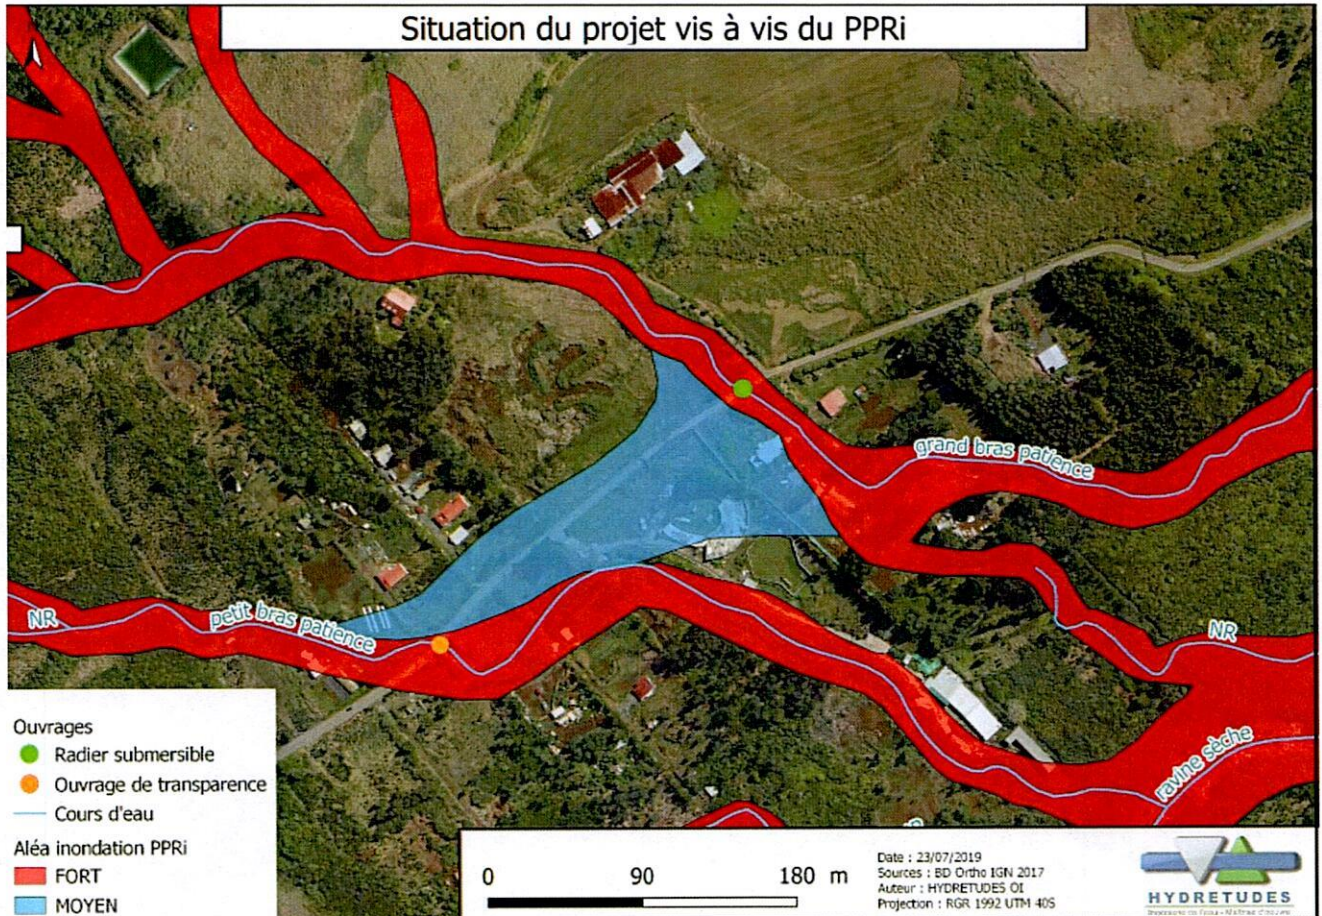 Situation du projet vis à vis du PPRi
grand bras patience
NR
petit bras patience
NR
ravine sèche
Ouvrages
Radier submersible
Ouvrage de transparence
Cours d'eau
Aléa inondation PPRi
FORT
MOYEN
0 90 180 m
Date : 23/07/2019
Sources : BD Ortho IGN 2017
Auteur : HYDRETUDES OI
Projection : RGR 1992 UTM 40S
HYDRETUDES